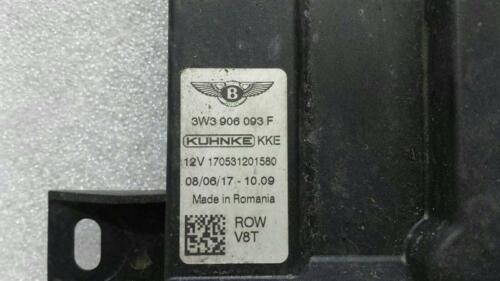 B
3W3 906 093 F
KUHNKE KKE
12V 170531201580
08/06/17 - 10.09
Made in Romania
ROW
V8T